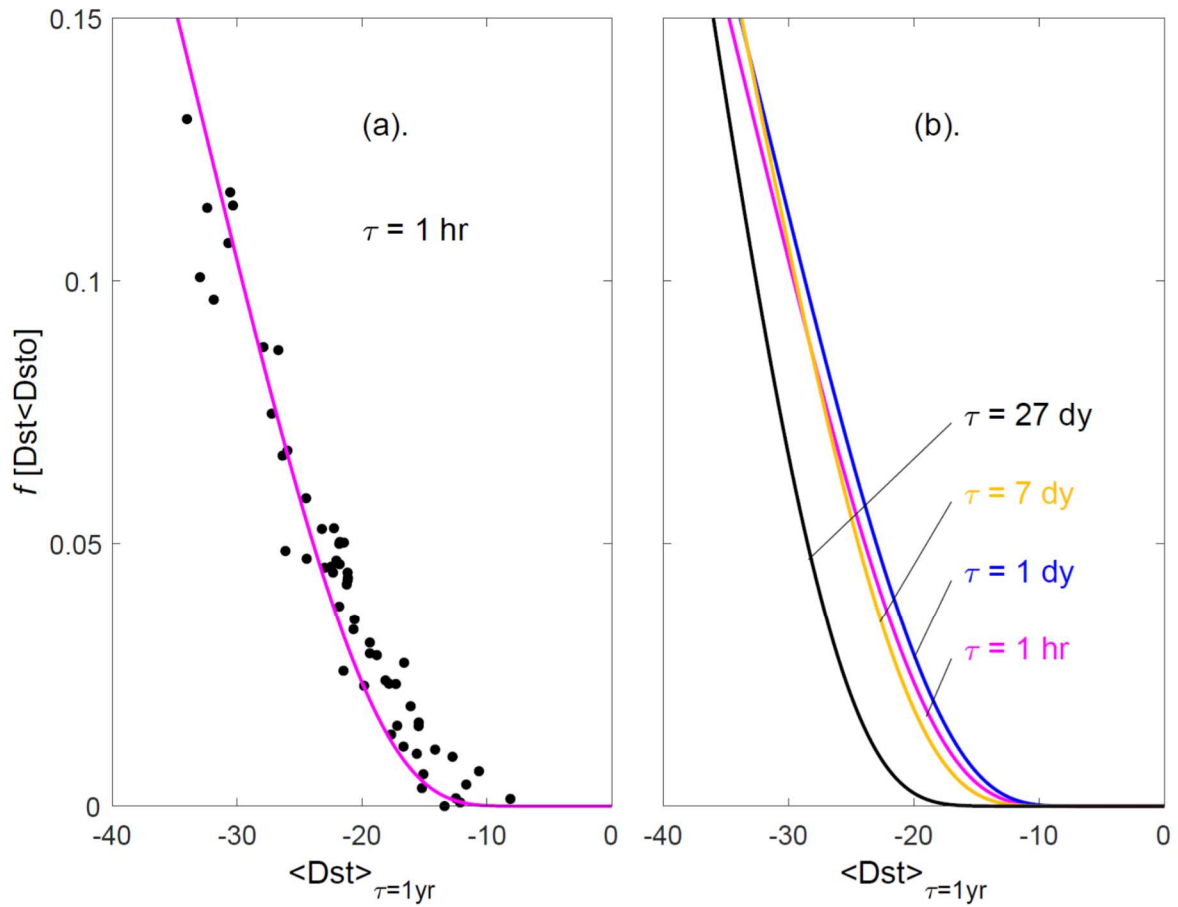 0.15
(a).
τ = 1 hr
0.1
f [Dst<Dsto]
0.05
0
-40
-30
-20
-10
0
<Dst>τ=1yr
(b).
τ = 27 dy
τ = 7 dy
τ = 1 dy
τ = 1 hr
-40
-30
-20
-10
0
<Dst>τ=1yr